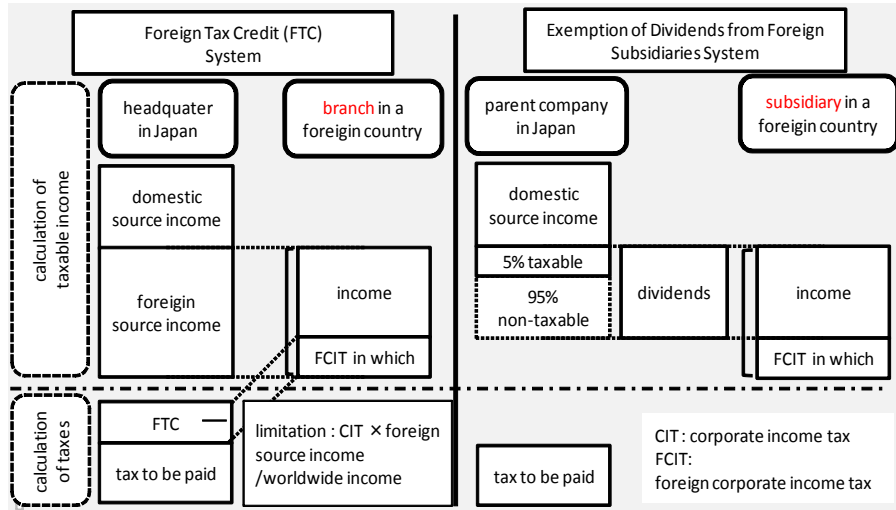 Foreign Tax Credit (FTC)
System
Exemption of Dividends from Foreign
Subsidiaries System
calculation of
taxable income
headquater
in Japan
branch in a
foreigin country
parent company
in Japan
subsidiary in a
foreigin country
domestic
source income
foreigin
source income
income
FCIT in which
domestic
source income
5% taxable
95%
non-taxable
dividends
income
FCIT in which
calculation
of taxes
FTC
tax to be paid
limitation : CIT × foreign
source income
/worldwide income
tax to be paid
CIT : corporate income tax
FCIT:
foreign corporate income tax